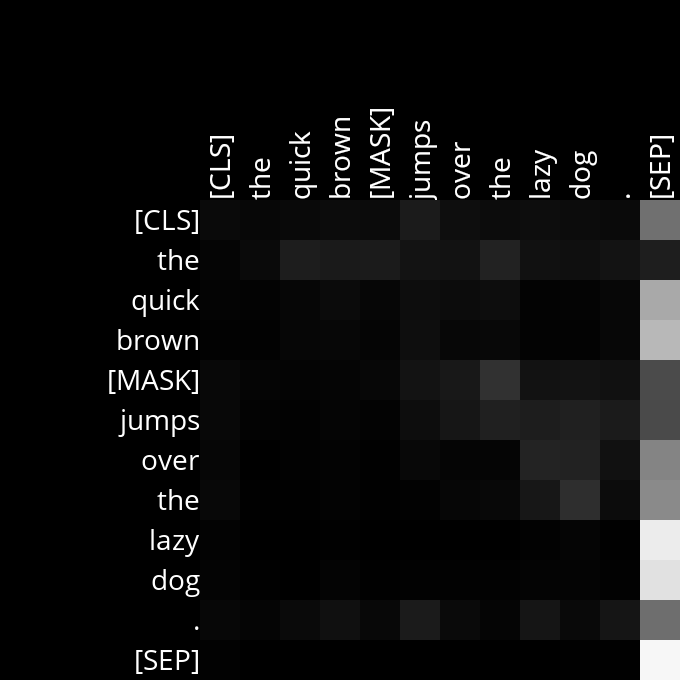 [CLS]
the
quick
brown
[MASK]
jumps
over
the
lazy
dog
.
[SEP]
[CLS]
the
quick
brown
[MASK]
jumps
over
the
lazy
dog
.
[SEP]